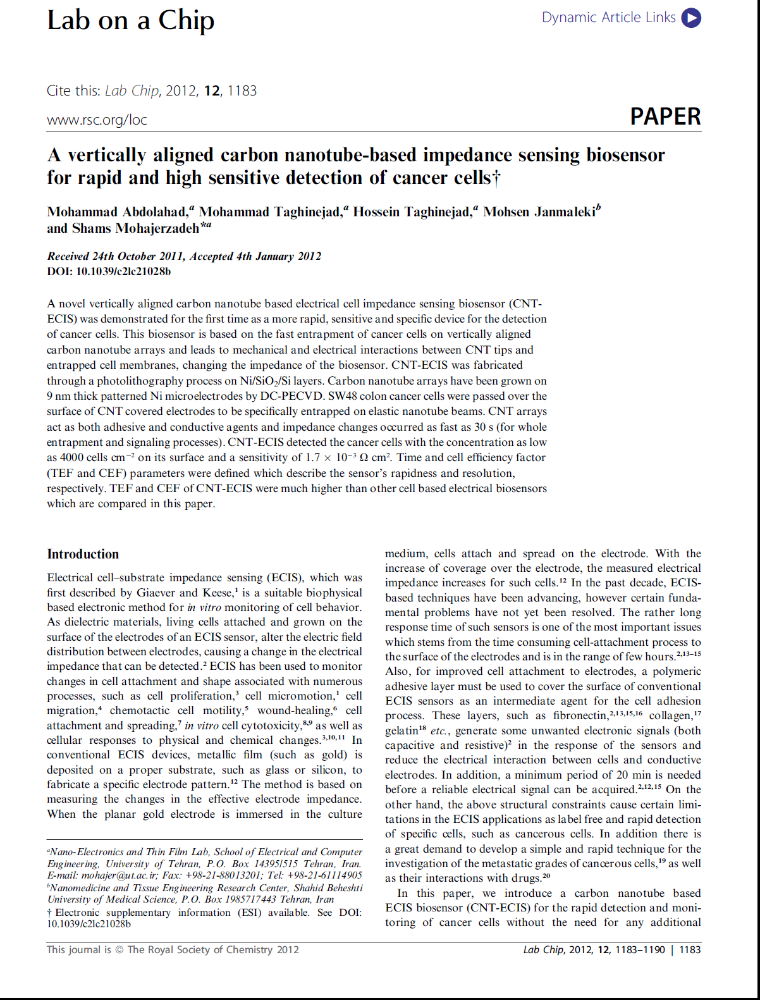 Lab on a Chip
Dynamic Article Links
Cite this: Lab Chip, 2012, 12, 1183
www.rsc.org/loc
PAPER
A vertically aligned carbon nanotube-based impedance sensing biosensor
for rapid and high sensitive detection of cancer cells†
Mohammad Abdolahad,ᵃ Mohammad Taghinejad,ᵃ Hossein Taghinejad,ᵃ Mohsen Janmalekiᵇ
and Shams Mohajerzadeh*ᵃ
Received 24th October 2011, Accepted 4th January 2012
DOI: 10.1039/c2lc21028b
A novel vertically aligned carbon nanotube based electrical cell impedance sensing biosensor (CNT-
ECIS) was demonstrated for the first time as a more rapid, sensitive and specific device for the detection
of cancer cells. This biosensor is based on the fast entrapment of cancer cells on vertically aligned
carbon nanotube arrays and leads to mechanical and electrical interactions between CNT tips and
entrapped cell membranes, changing the impedance of the biosensor. CNT-ECIS was fabricated
through a photolithography process on Ni/SiO₂/Si layers. Carbon nanotube arrays have been grown on
9 nm thick patterned Ni microelectrodes by DC-PECVD. SW48 colon cancer cells were passed over the
surface of CNT covered electrodes to be specifically entrapped on elastic nanotube beams. CNT arrays
act as both adhesive and conductive agents and impedance changes occurred as fast as 30 s (for whole
entrapment and signaling processes). CNT-ECIS detected the cancer cells with the concentration as low
as 4000 cells cm⁻² on its surface and a sensitivity of 1.7 × 10⁻³ Ω cm². Time and cell efficiency factor
(TEF and CEF) parameters were defined which describe the sensor's rapidness and resolution,
respectively. TEF and CEF of CNT-ECIS were much higher than other cell based electrical biosensors
which are compared in this paper.
Introduction
Electrical cell–substrate impedance sensing (ECIS), which was
first described by Giaever and Keese,¹ is a suitable biophysical
based electronic method for in vitro monitoring of cell behavior.
As dielectric materials, living cells attached and grown on the
surface of the electrodes of an ECIS sensor, alter the electric field
distribution between electrodes, causing a change in the electrical
impedance that can be detected.² ECIS has been used to monitor
changes in cell attachment and shape associated with numerous
processes, such as cell proliferation,³ cell micromotion,¹ cell
migration,⁴ chemotactic cell motility,⁵ wound-healing,⁶ cell
attachment and spreading,⁷ in vitro cell cytotoxicity,⁸,⁹ as well as
cellular responses to physical and chemical changes.³,¹⁰,¹¹ In
conventional ECIS devices, metallic film (such as gold) is
deposited on a proper substrate, such as glass or silicon, to
fabricate a specific electrode pattern.¹² The method is based on
measuring the changes in the effective electrode impedance.
When the planar gold electrode is immersed in the culture
ᵃNano-Electronics and Thin Film Lab, School of Electrical and Computer
Engineering, University of Tehran, P.O. Box 14395/515 Tehran, Iran.
E-mail: mohajer@ut.ac.ir; Fax: +98-21-88013201; Tel: +98-21-61114905
ᵇNanomedicine and Tissue Engineering Research Center, Shahid Beheshti
University of Medical Science, P.O. Box 1985717443 Tehran, Iran
† Electronic supplementary information (ESI) available. See DOI:
10.1039/c2lc21028b
medium, cells attach and spread on the electrode. With the
increase of coverage over the electrode, the measured electrical
impedance increases for such cells.¹² In the past decade, ECIS-
based techniques have been advancing, however certain funda-
mental problems have not yet been resolved. The rather long
response time of such sensors is one of the most important issues
which stems from the time consuming cell-attachment process to
the surface of the electrodes and is in the range of few hours.²,¹³⁻¹⁵
Also, for improved cell attachment to electrodes, a polymeric
adhesive layer must be used to cover the surface of conventional
ECIS sensors as an intermediate agent for the cell adhesion
process. These layers, such as fibronectin,²,¹³,¹⁵,¹⁶ collagen,¹⁷
gelatin¹⁸ etc., generate some unwanted electronic signals (both
capacitive and resistive)² in the response of the sensors and
reduce the electrical interaction between cells and conductive
electrodes. In addition, a minimum period of 20 min is needed
before a reliable electrical signal can be acquired.²,¹²,¹⁵ On the
other hand, the above structural constraints cause certain limi-
tations in the ECIS applications as label free and rapid detection
of specific cells, such as cancerous cells. In addition there is
a great demand to develop a simple and rapid technique for the
investigation of the metastatic grades of cancerous cells,¹⁹ as well
as their interactions with drugs.²⁰
In this paper, we introduce a carbon nanotube based
ECIS biosensor (CNT-ECIS) for the rapid detection and moni-
toring of cancer cells without the need for any additional
This journal is © The Royal Society of Chemistry 2012
Lab Chip, 2012, 12, 1183–1190 | 1183